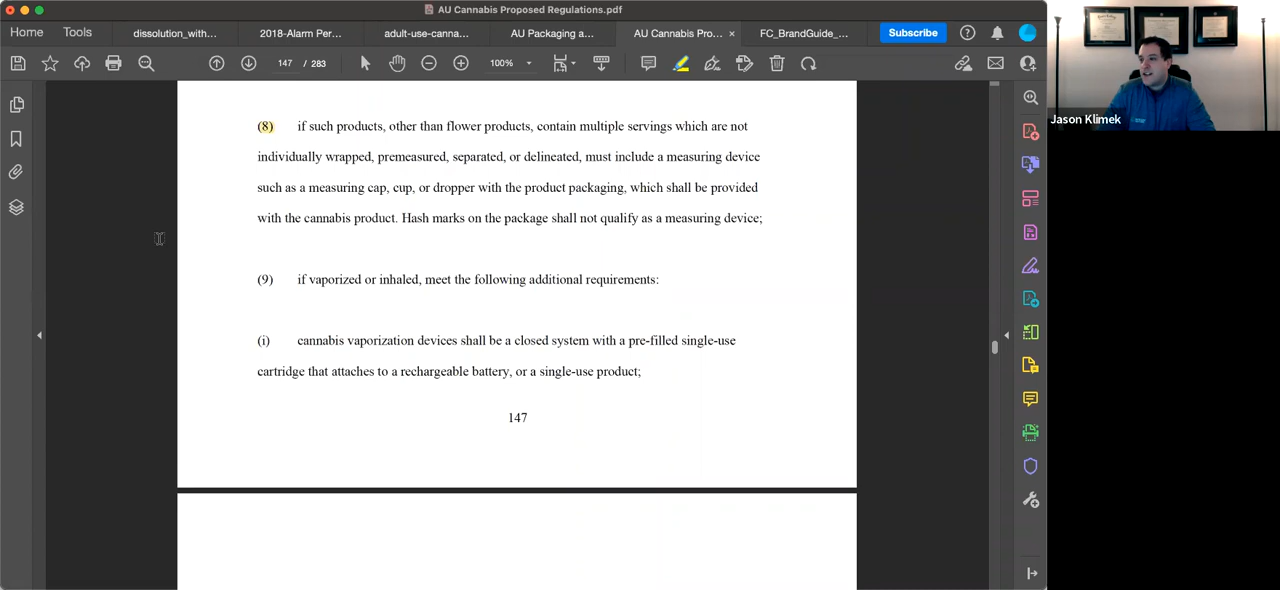 AU Cannabis Proposed Regulations.pdf
Home
Tools
dissolution_with...
2018-Alarm Per...
adult-use-canna...
AU Packaging a...
AU Cannabis Pro... ×
FC_BrandGuide_...
Subscribe
147 / 283
100%
(8) if such products, other than flower products, contain multiple servings which are not
individually wrapped, premeasured, separated, or delineated, must include a measuring device
such as a measuring cap, cup, or dropper with the product packaging, which shall be provided
with the cannabis product. Hash marks on the package shall not qualify as a measuring device;
(9) if vaporized or inhaled, meet the following additional requirements:
(i) cannabis vaporization devices shall be a closed system with a pre-filled single-use
cartridge that attaches to a rechargeable battery, or a single-use product;
147
Jason Klimek